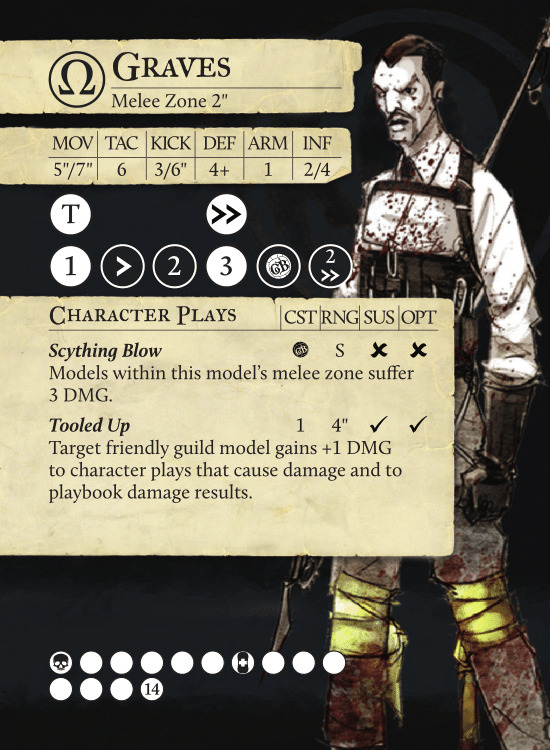 Ω GRAVES
Melee Zone 2"
MOV TAC KICK DEF ARM INF
5"/7" 6 3/6" 4+ 1 2/4
T >>
1 > 2 3 GB 2 >>
CHARACTER PLAYS CST RNG SUS OPT
Scything Blow GB S ✘ ✘
Models within this model's melee zone suffer
3 DMG.
Tooled Up 1 4" ✓ ✓
Target friendly guild model gains +1 DMG
to character plays that cause damage and to
playbook damage results.
14